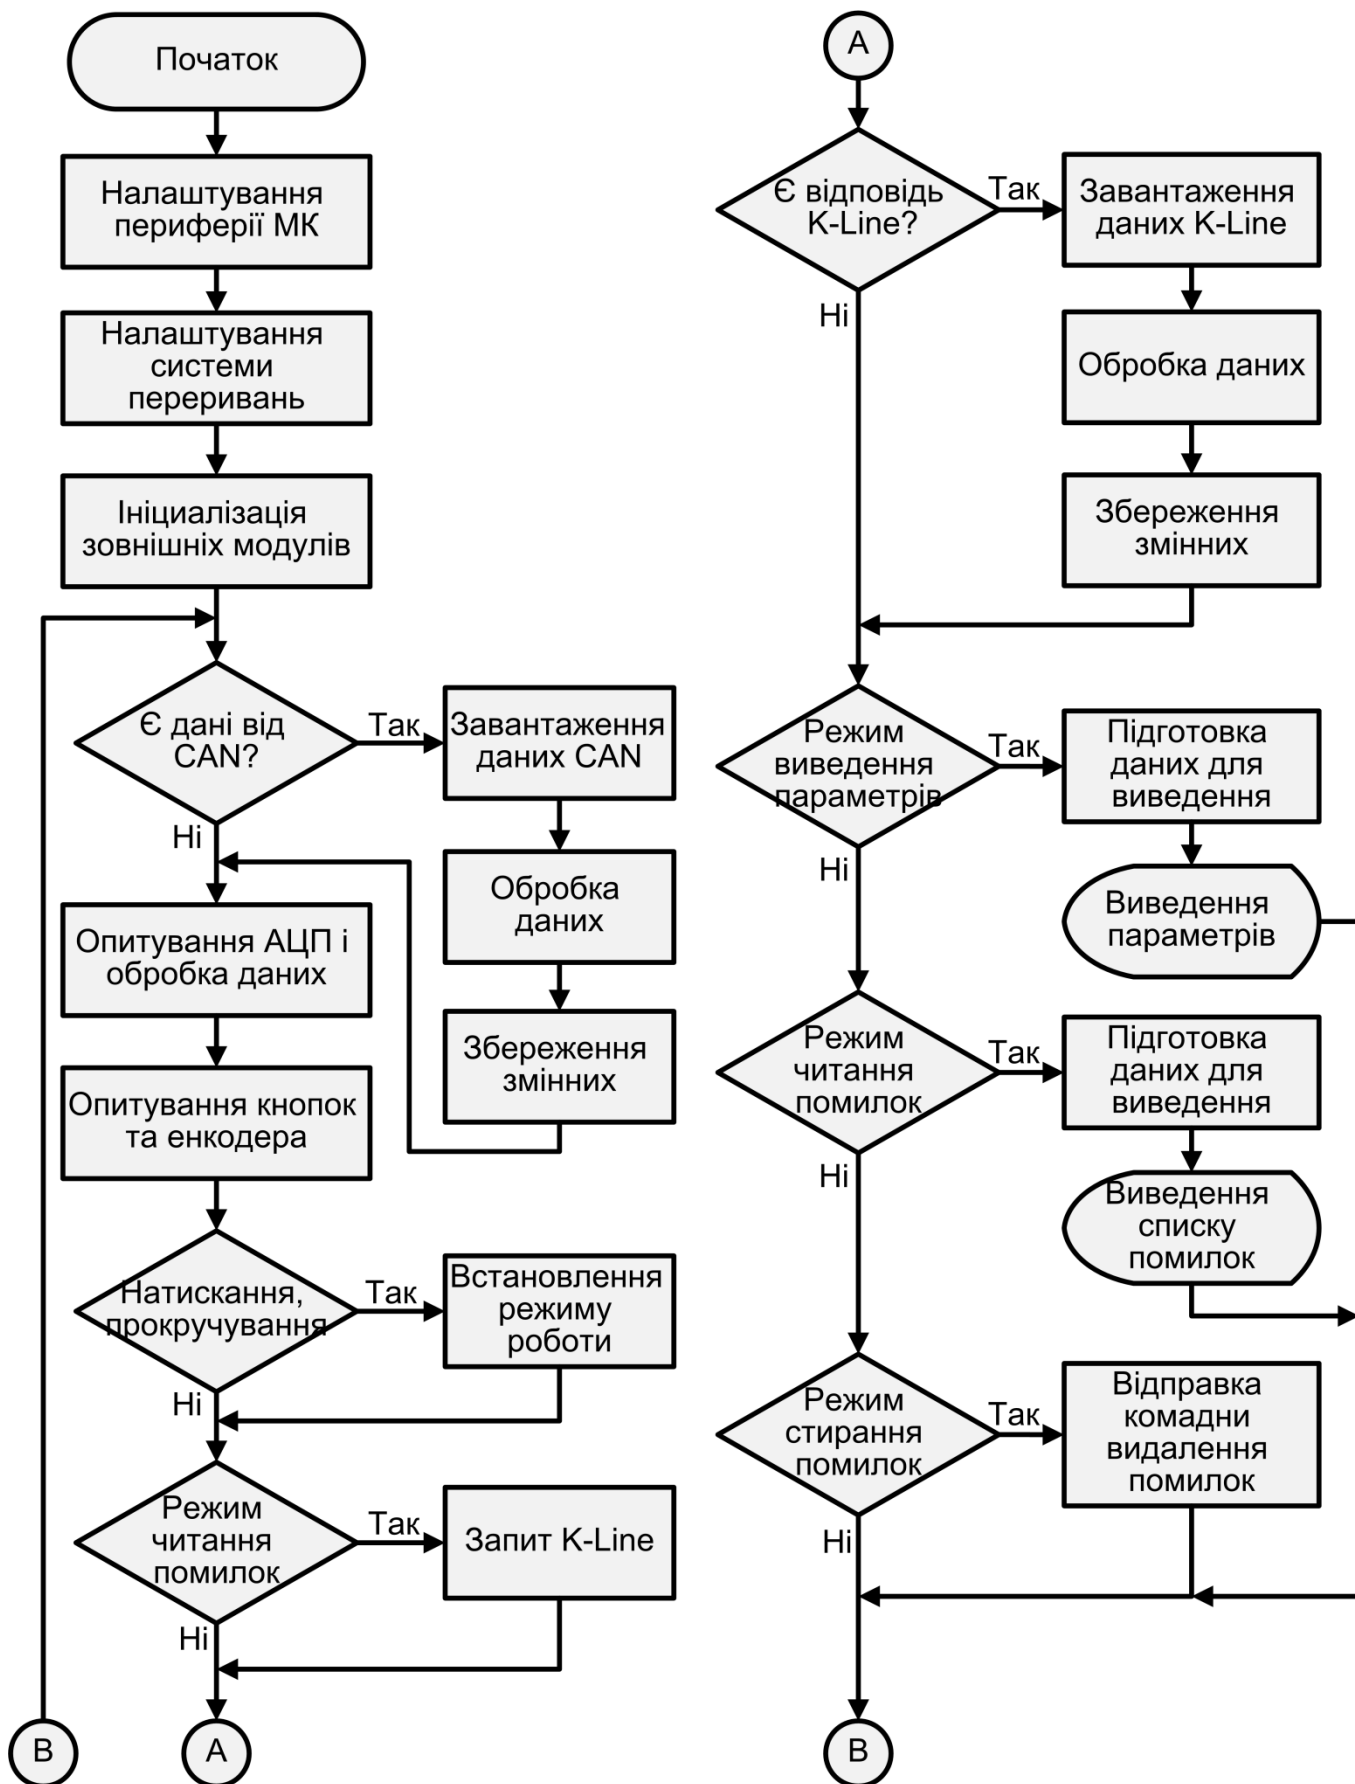 Початок
Налаштування
периферії МК
Налаштування
системи
переривань
Ініциалізація
зовнішніх модулів
Є дані від
CAN?
Так
Ні
Завантаження
даних CAN
Обробка
даних
Збереження
змінних
Опитування АЦП і
обробка даних
Опитування кнопок
та енкодера
Натискання,
прокручування
Так
Ні
Встановлення
режиму
роботи
Режим
читання
помилок
Так
Ні
Запит K-Line
B
A
A
Є відповідь
K-Line?
Так
Ні
Завантаження
даних K-Line
Обробка даних
Збереження
змінних
Режим
виведення
параметрів
Так
Ні
Підготовка
даних для
виведення
Виведення
параметрів
Режим
читання
помилок
Так
Ні
Підготовка
даних для
виведення
Виведення
списку
помилок
Режим
стирання
помилок
Так
Ні
Відправка
комадни
видалення
помилок
B